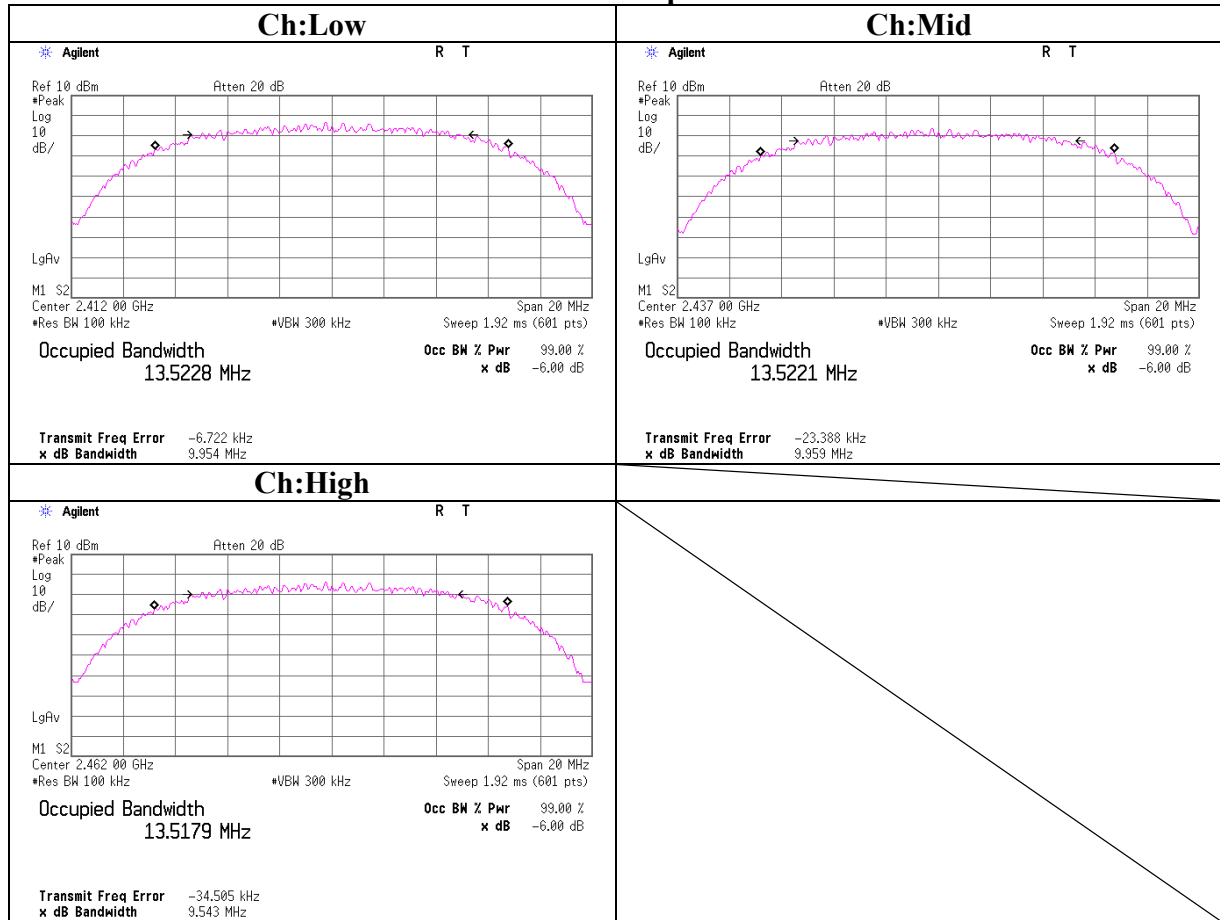 Ch:Low
Agilent R T
Ref 10 dBm Atten 20 dB
#Peak
Log
10
dB/
LgAv
M1 S2
Center 2.412 00 GHz Span 20 MHz
#Res BW 100 kHz #VBW 300 kHz Sweep 1.92 ms (601 pts)
Occupied Bandwidth Occ BW % Pwr 99.00 %
13.5228 MHz x dB -6.00 dB
Transmit Freq Error -6.722 kHz
x dB Bandwidth 9.954 MHz
Ch:Mid
Agilent R T
Ref 10 dBm Atten 20 dB
#Peak
Log
10
dB/
LgAv
M1 S2
Center 2.437 00 GHz Span 20 MHz
#Res BW 100 kHz #VBW 300 kHz Sweep 1.92 ms (601 pts)
Occupied Bandwidth Occ BW % Pwr 99.00 %
13.5221 MHz x dB -6.00 dB
Transmit Freq Error -23.388 kHz
x dB Bandwidth 9.959 MHz
Ch:High
Agilent R T
Ref 10 dBm Atten 20 dB
#Peak
Log
10
dB/
LgAv
M1 S2
Center 2.462 00 GHz Span 20 MHz
#Res BW 100 kHz #VBW 300 kHz Sweep 1.92 ms (601 pts)
Occupied Bandwidth Occ BW % Pwr 99.00 %
13.5179 MHz x dB -6.00 dB
Transmit Freq Error -34.505 kHz
x dB Bandwidth 9.543 MHz